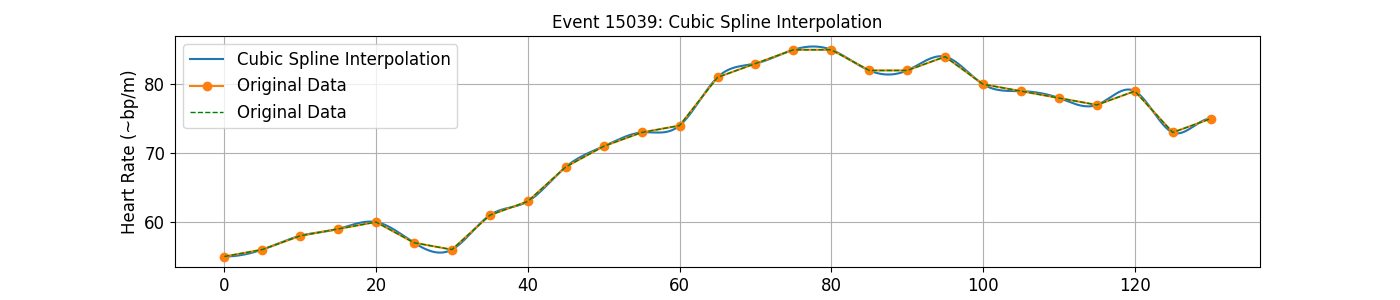 Event 15039: Cubic Spline Interpolation
Cubic Spline Interpolation
Original Data
Original Data
Heart Rate (~bp/m)
80
70
60
0 20 40 60 80 100 120